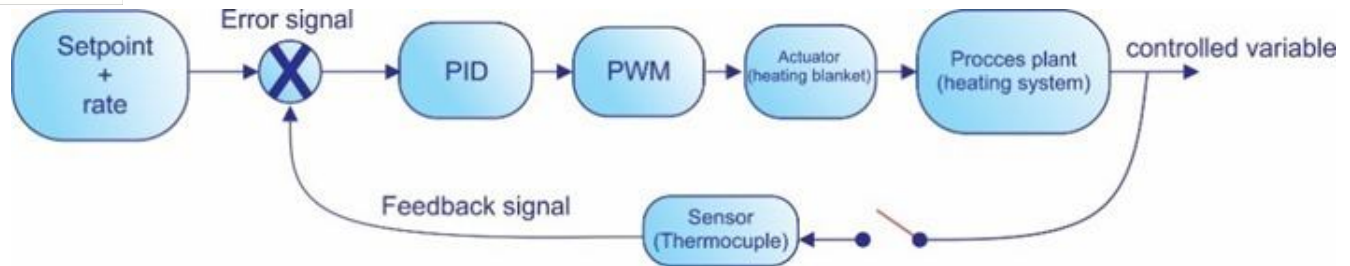 Error signal
Setpoint
+
rate
PID
PWM
Actuator
(heating blanket)
Procces plant
(heating system)
controlled variable
Feedback signal
Sensor
(Thermocuple)